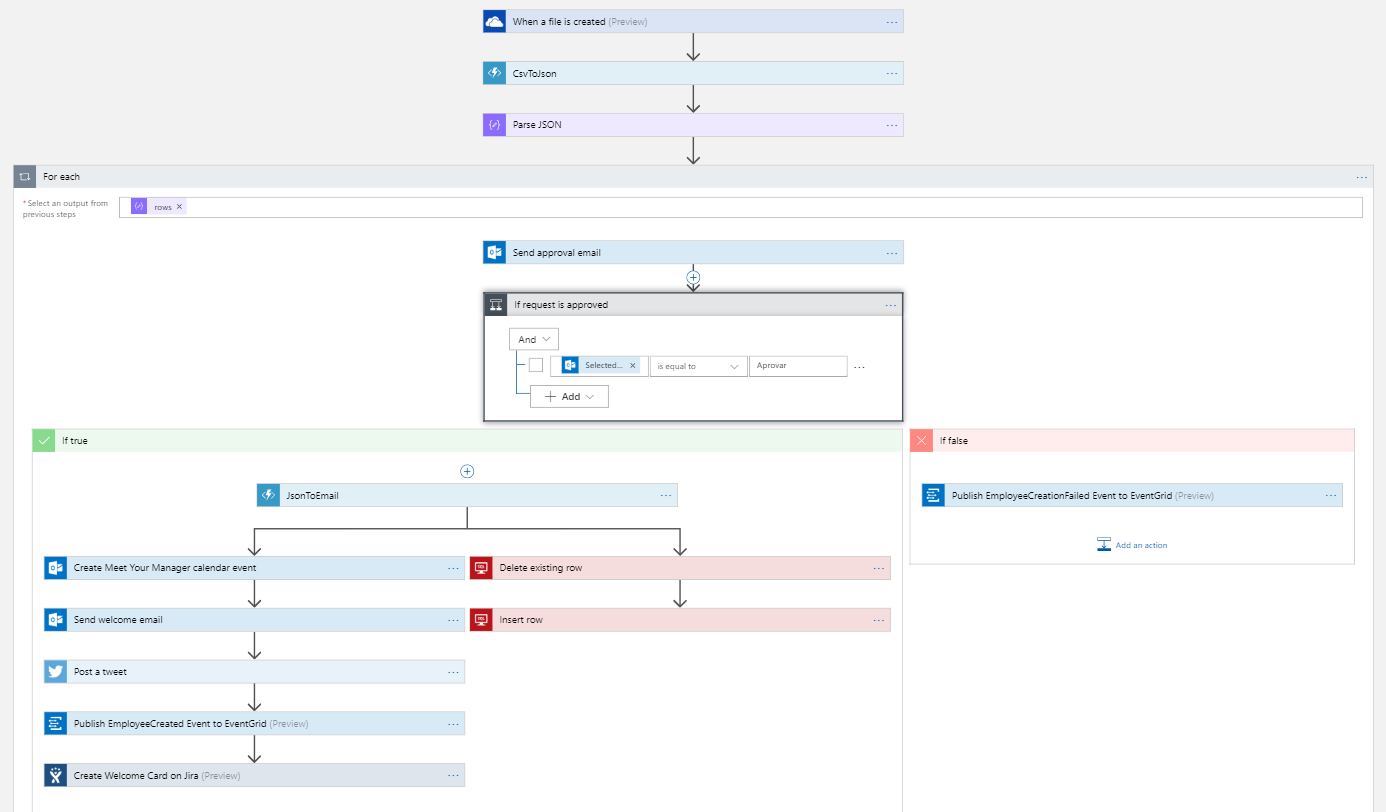 When a file is created (Preview)
CsvToJson
Parse JSON
For each
* Select an output from
previous steps
rows
Send approval email
If request is approved
And
Selected...
is equal to
Aprovar
Add
If true
If false
JsonToEmail
Publish EmployeeCreationFailed Event to EventGrid (Preview)
Add an action
Create Meet Your Manager calendar event
Delete existing row
Send welcome email
Insert row
Post a tweet
Publish EmployeeCreated Event to EventGrid (Preview)
Create Welcome Card on Jira (Preview)